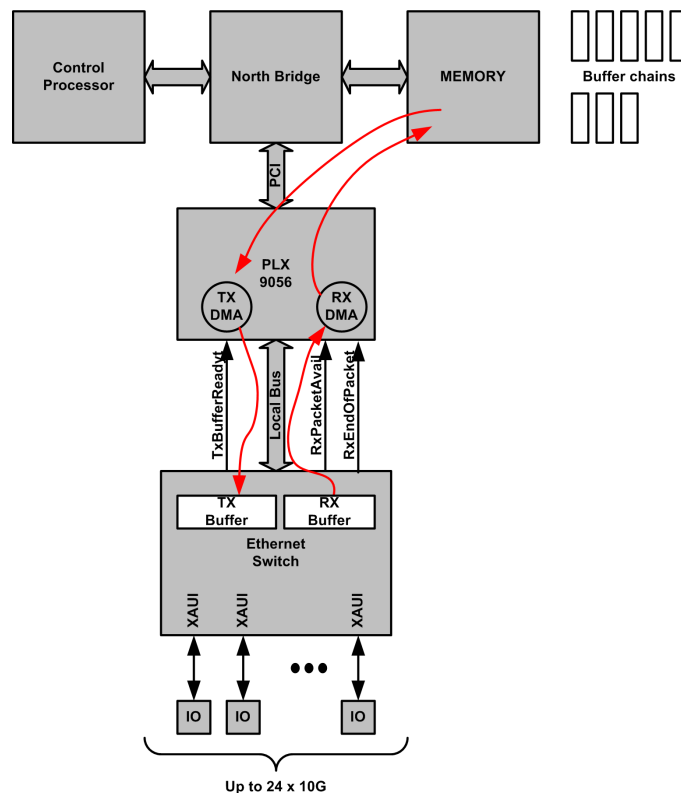 Control
Processor
North Bridge
MEMORY
Buffer chains
PCI
PLX
9056
TX
DMA
RX
DMA
TxBufferReadyt
Local Bus
RxPacketAvail
RxEndOfPacket
TX
Buffer
RX
Buffer
Ethernet
Switch
XAUI
XAUI
XAUI
IO
IO
IO
Up to 24 x 10G